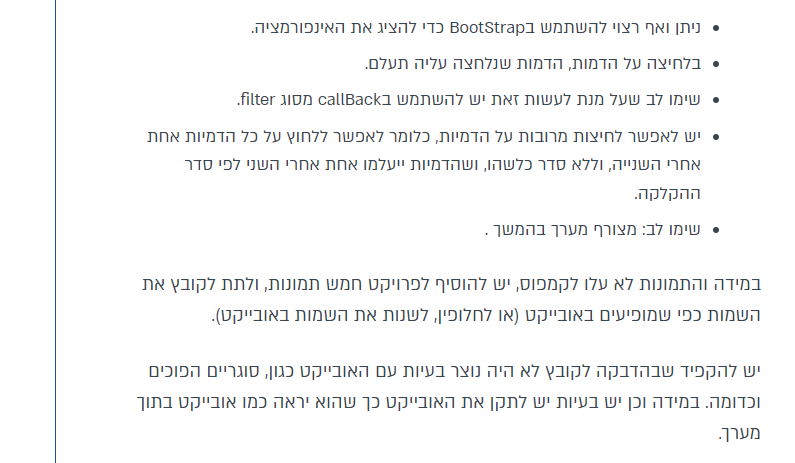 ניתן ואף רצוי להשתמש בBootStrap כדי להציג את האינפורמציה.
בלחיצה על הדמות, הדמות שנלחצה עליה תעלם.
שימו לב שעל מנת לעשות זאת יש להשתמש בcallBack מסוג filter.
יש לאפשר לחיצות מרובות על הדמיות, כלומר לאפשר ללחוץ על כל הדמיות אחת
אחרי השנייה, וללא סדר כלשהו, ושהדמיות ייעלמו אחת אחרי השני לפי סדר
ההקלקה.
שימו לב: מצורף מערך בהמשך .
במידה והתמונות לא עלו לקמפוס, יש להוסיף לפרויקט חמש תמונות, ולתת לקובץ את
השמות כפי שמופיעים באובייקט (או לחלופין, לשנות את השמות באובייקט).
יש להקפיד שבהדבקה לקובץ לא היה נוצר בעיות עם האובייקט כגון, סוגריים הפוכים
וכדומה. במידה וכן יש בעיות יש לתקן את האובייקט כך שהוא יראה כמו אובייקט בתוך
מערך.